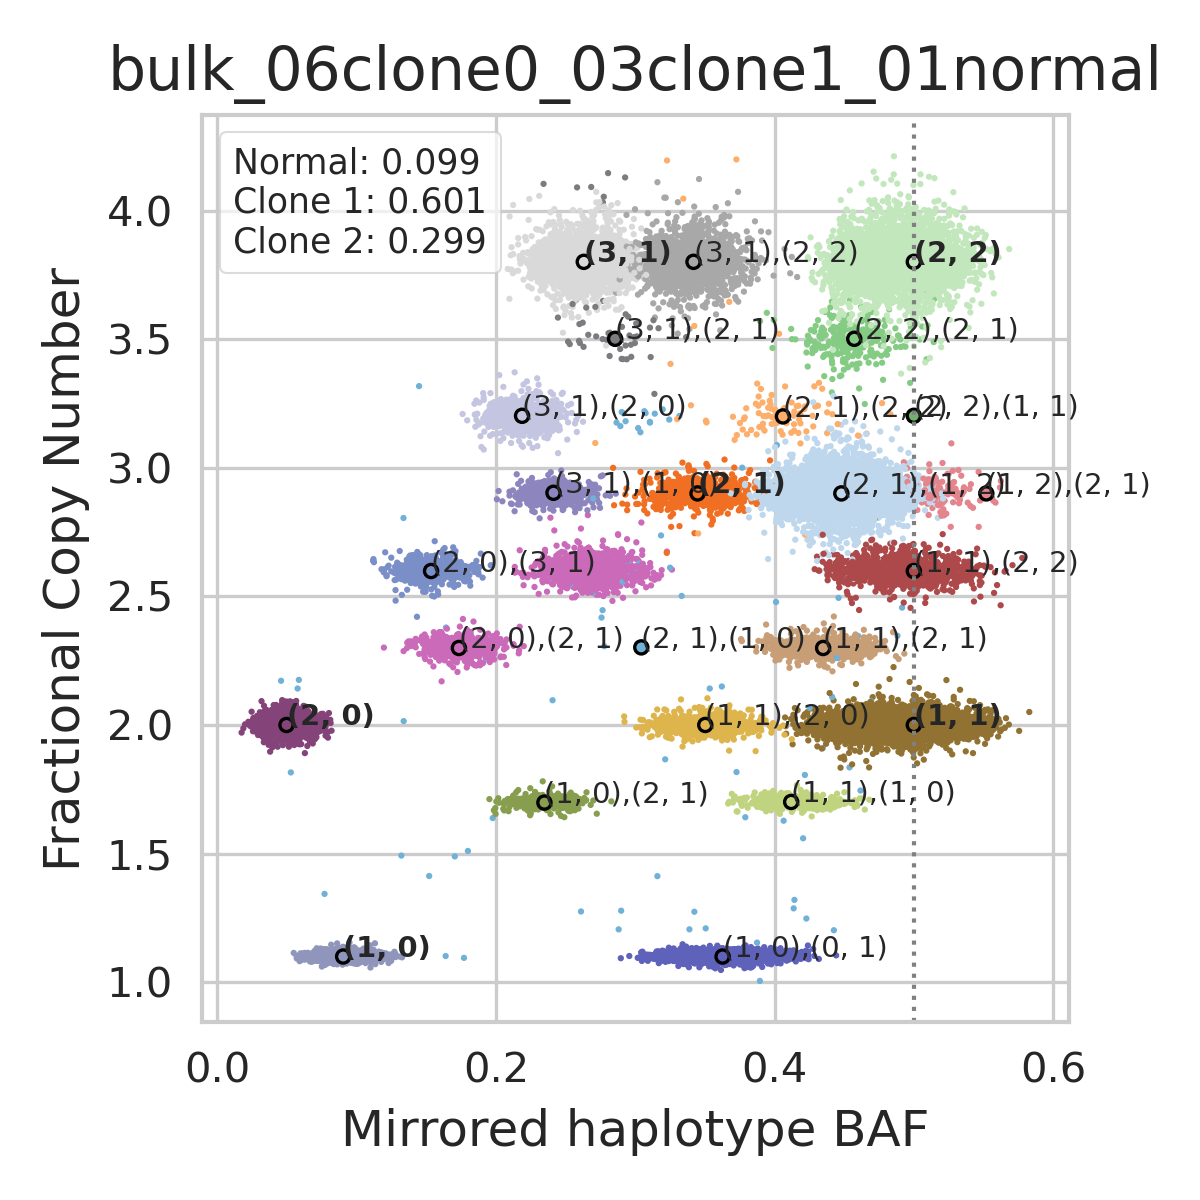 bulk_06clone0_03clone1_01normal
Normal: 0.099
Clone 1: 0.601
Clone 2: 0.299
4.0
(3, 1)
(3, 1),(2, 2)
(2, 2)
3.5
(3, 1),(2, 1)
(2, 2),(2, 1)
(3, 1),(2, 0)
(2, 1),(2, 2)
(2, 2),(1, 1)
3.0
(3, 1),(1, 0)
(2, 1)
(2, 1),(1, 2)
(1, 2),(2, 1)
2.5
(2, 0),(3, 1)
(1, 1),(2, 2)
(2, 0),(2, 1)
(2, 1),(1, 0)
(1, 1),(2, 1)
2.0
(2, 0)
(1, 1),(2, 0)
(1, 1)
(1, 0),(2, 1)
(1, 1),(1, 0)
1.5
(1, 0)
(1, 0),(0, 1)
1.0
0.0 0.2 0.4 0.6
Mirrored haplotype BAF
Fractional Copy Number